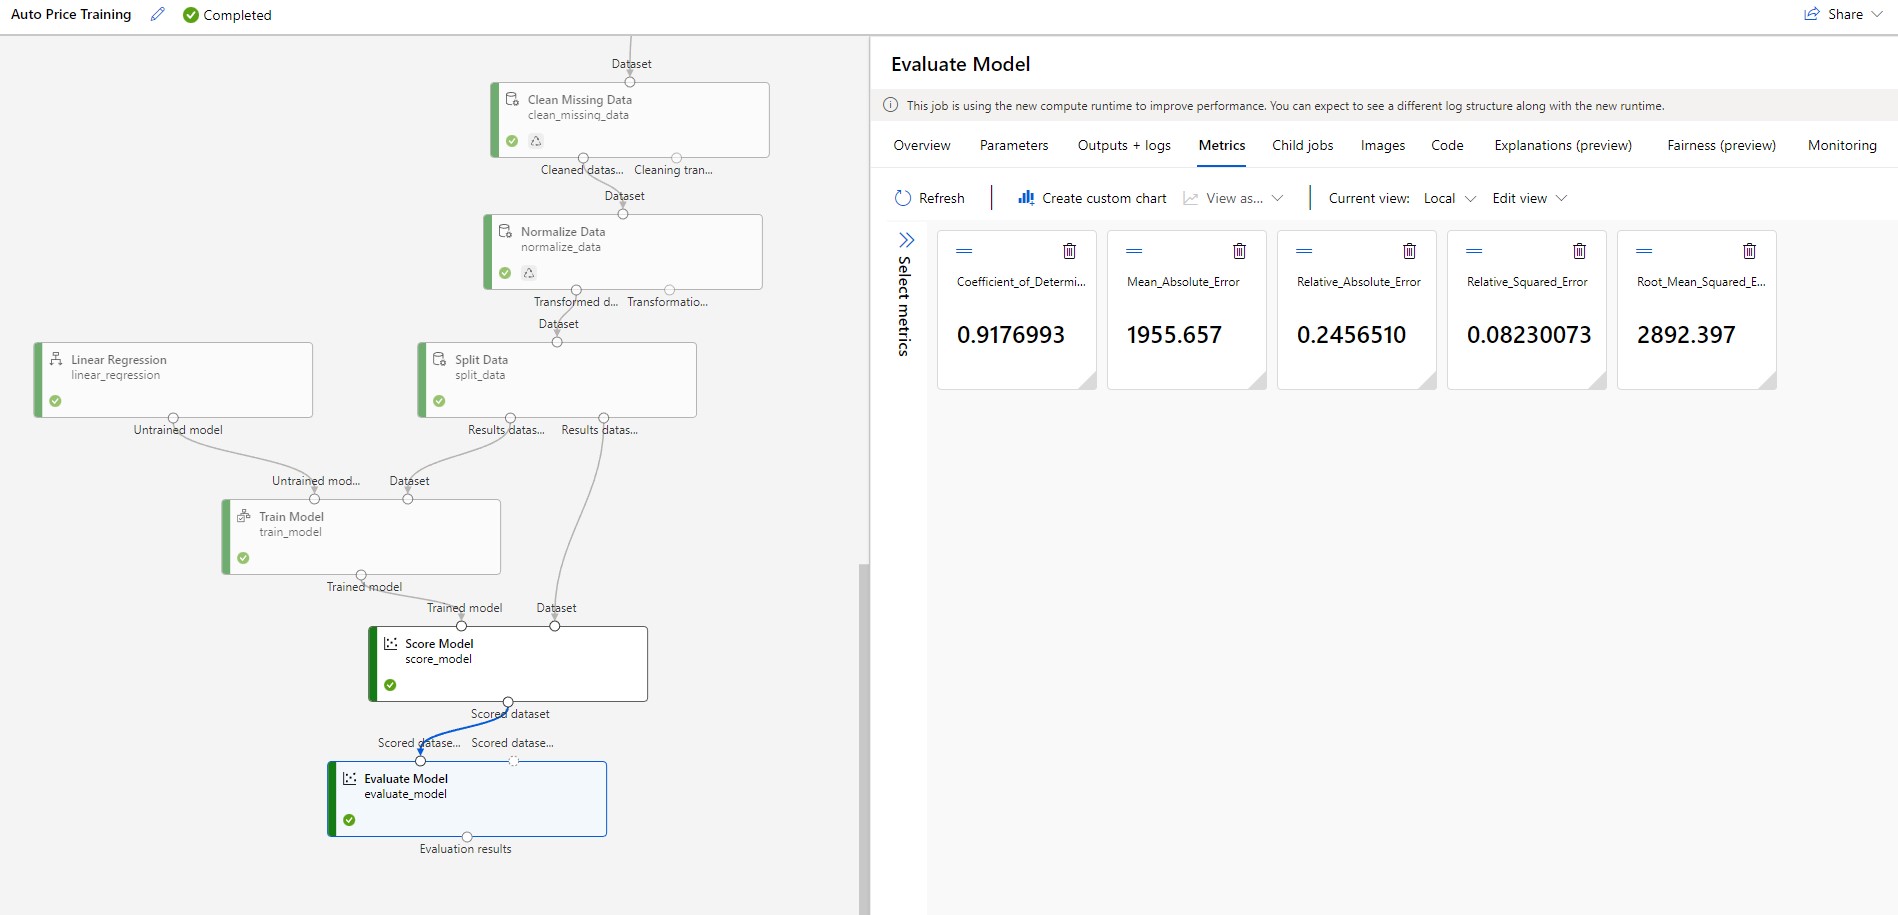 Auto Price Training
Completed
Share
Dataset
Clean Missing Data
clean_missing_data
Cleaned datas...
Cleaning tran...
Dataset
Normalize Data
normalize_data
Transformed d...
Transformatio...
Dataset
Linear Regression
linear_regression
Untrained model
Split Data
split_data
Results datas...
Results datas...
Untrained mod...
Dataset
Train Model
train_model
Trained model
Trained model
Dataset
Score Model
score_model
Scored dataset
Scored datase...
Scored datase...
Evaluate Model
evaluate_model
Evaluation results
Evaluate Model
This job is using the new compute runtime to improve performance. You can expect to see a different log structure along with the new runtime.
Overview
Parameters
Outputs + logs
Metrics
Child jobs
Images
Code
Explanations (preview)
Fairness (preview)
Monitoring
Refresh
Create custom chart
View as...
Current view:
Local
Edit view
Select metrics
Coefficient_of_Determi...
0.9176993
Mean_Absolute_Error
1955.657
Relative_Absolute_Error
0.2456510
Relative_Squared_Error
0.08230073
Root_Mean_Squared_E...
2892.397